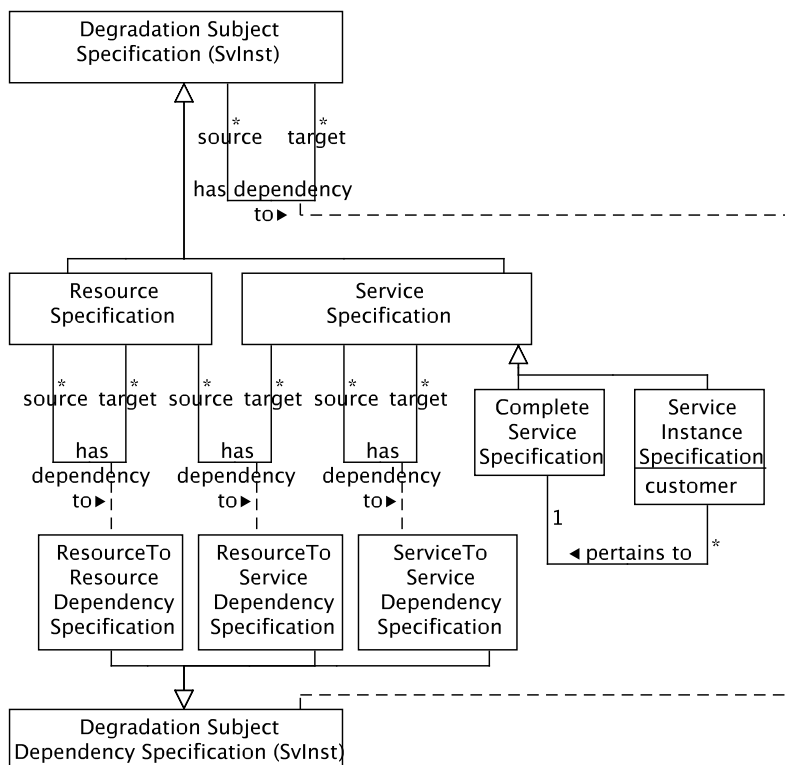 Degradation Subject
Specification (SvInst)
* *
source target
has dependency
to►
Resource
Specification
Service
Specification
* * * * * *
source target source target source target
Complete
Service
Specification
Service
Instance
Specification
customer
has has has
dependency dependency dependency
to► to► to►
1
◄ pertains to *
ResourceTo
Resource
Dependency
Specification
ResourceTo
Service
Dependency
Specification
ServiceTo
Service
Dependency
Specification
Degradation Subject
Dependency Specification (SvInst)